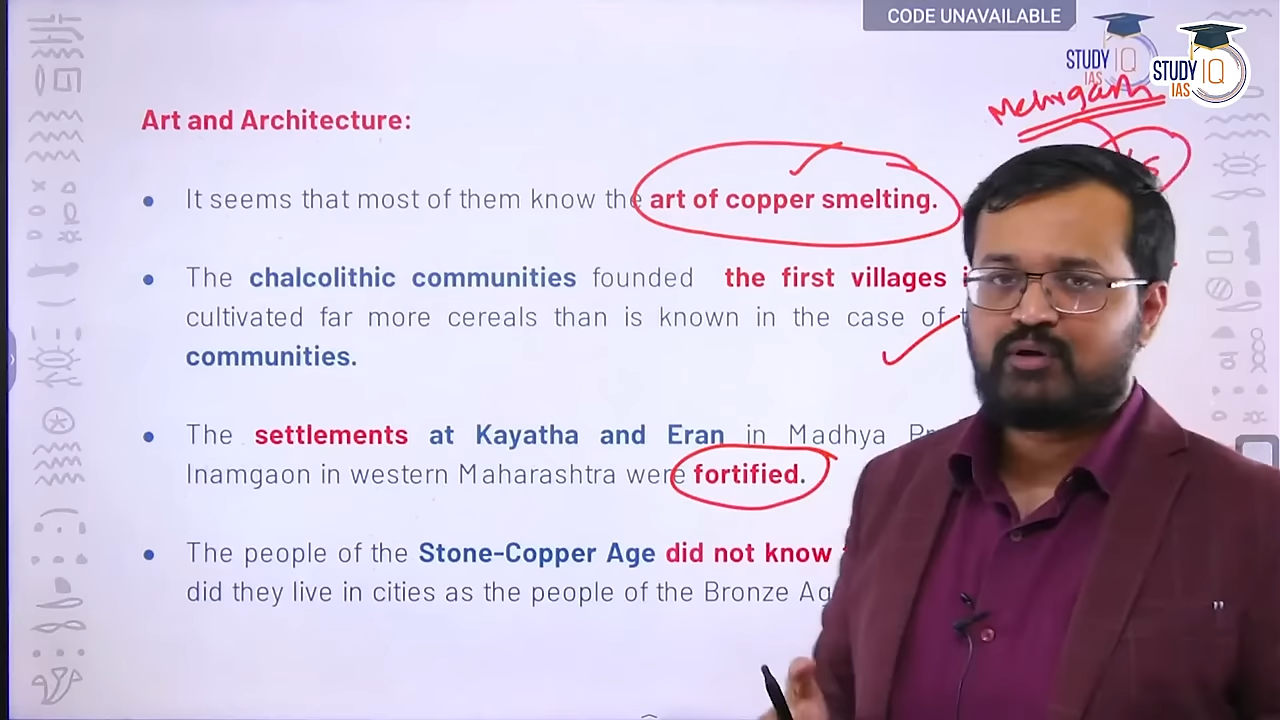 CODE UNAVAILABLE
STUDY IQ
IAS
STUDY IQ
IAS
Mehrgarh
Art and Architecture:
• It seems that most of them know the art of copper smelting.
• The chalcolithic communities founded the first villages
cultivated far more cereals than is known in the case of
communities.
• The settlements at Kayatha and Eran in Madhya
Inamgaon in western Maharashtra were fortified.
• The people of the Stone-Copper Age did not know
did they live in cities as the people of the Bronze